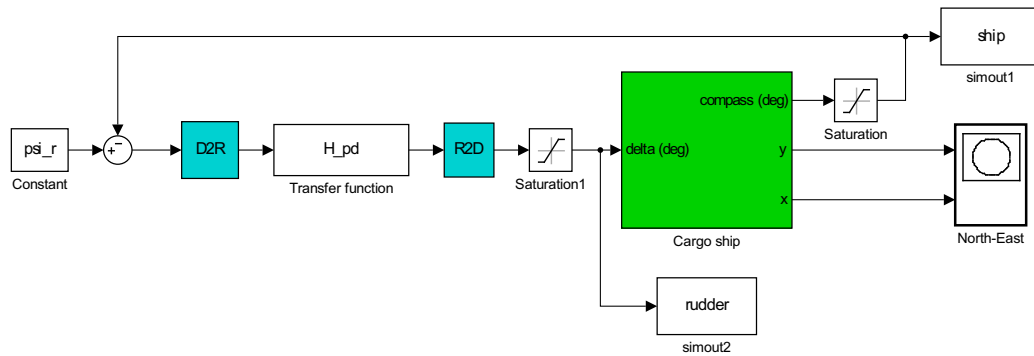 ship
simout1
compass (deg)
Saturation
psi_r
Constant
+
−
D2R
H_pd
Transfer function
R2D
Saturation1
delta (deg)
y
x
Cargo ship
North-East
rudder
simout2